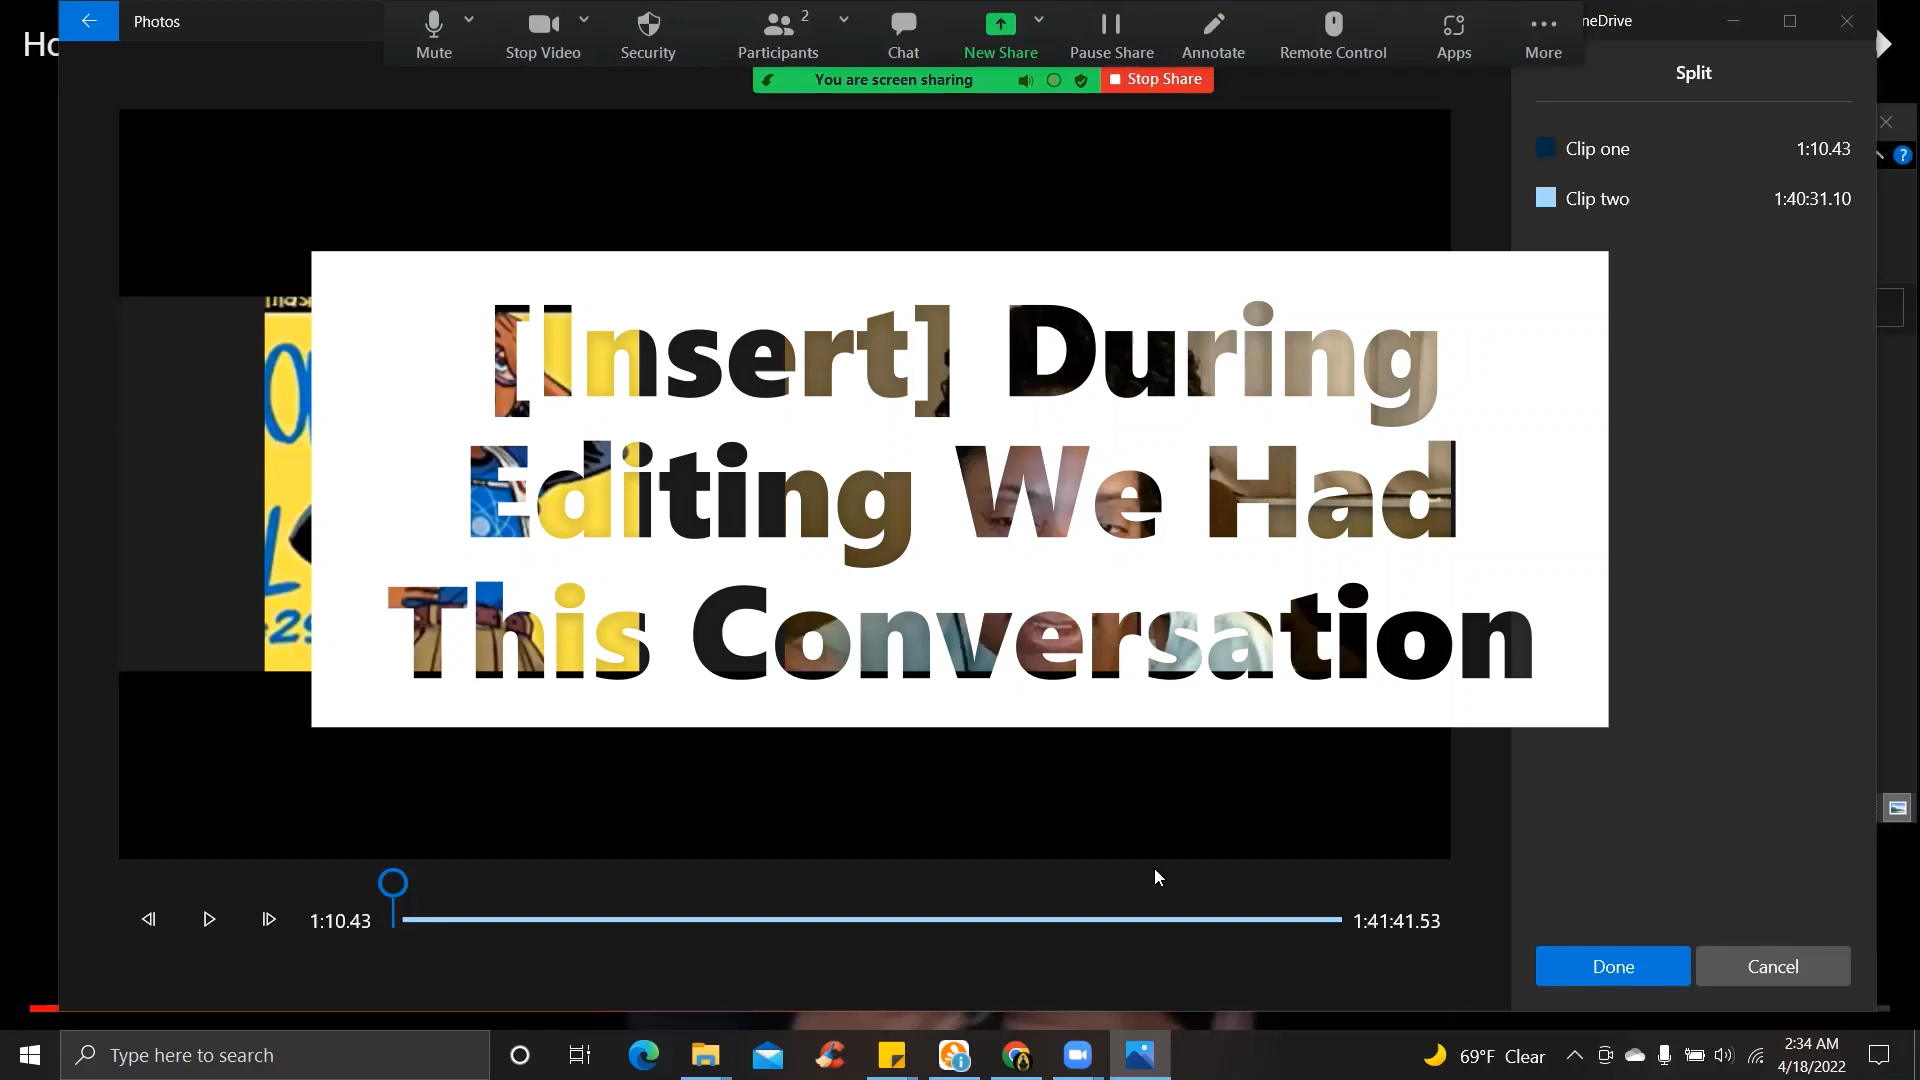 Photos
Mute
Stop Video
Security
Participants
2
Chat
New Share
Pause Share
Annotate
Remote Control
Apps
More
neDrive
Ho
You are screen sharing
Stop Share
Split
Clip one 1:10.43
Clip two 1:40:31.10
?
[Insert] During
Editing We Had
This Conversation
1:10.43
1:41:41.53
Done
Cancel
Type here to search
69°F Clear
2:34 AM
4/18/2022